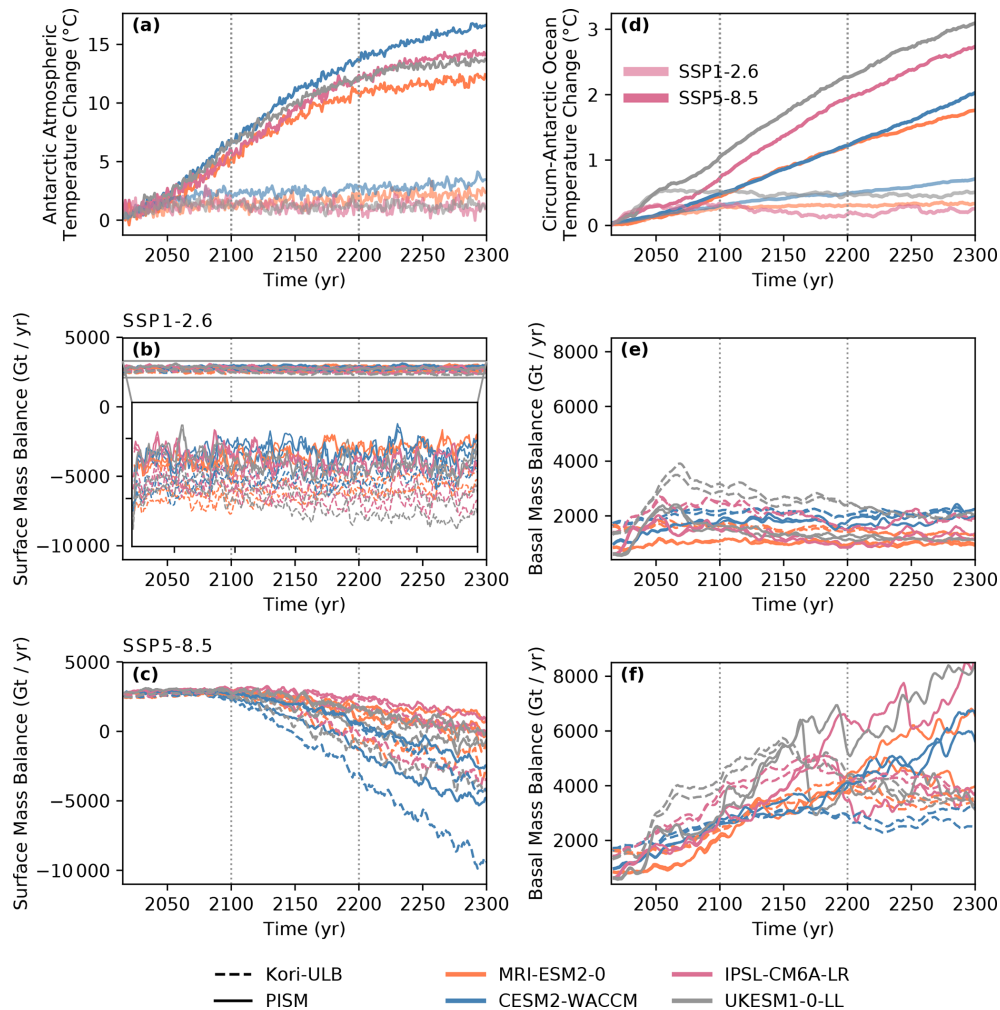 (a)
Antarctic Atmospheric
Temperature Change (°C)
15
10
5
0
2050 2100 2150 2200 2250 2300
Time (yr)
(d)
Circum-Antarctic Ocean
Temperature Change (°C)
3
2
1
0
SSP1-2.6
SSP5-8.5
2050 2100 2150 2200 2250 2300
Time (yr)
SSP1-2.6
(b)
Surface Mass Balance (Gt / yr)
5000
0
−5000
−10000
2050 2100 2150 2200 2250 2300
Time (yr)
(e)
Basal Mass Balance (Gt / yr)
8000
6000
4000
2000
2050 2100 2150 2200 2250 2300
Time (yr)
SSP5-8.5
(c)
Surface Mass Balance (Gt / yr)
5000
0
−5000
−10000
2050 2100 2150 2200 2250 2300
Time (yr)
(f)
Basal Mass Balance (Gt / yr)
8000
6000
4000
2000
2050 2100 2150 2200 2250 2300
Time (yr)
Kori-ULB MRI-ESM2-0 IPSL-CM6A-LR
PISM CESM2-WACCM UKESM1-0-LL